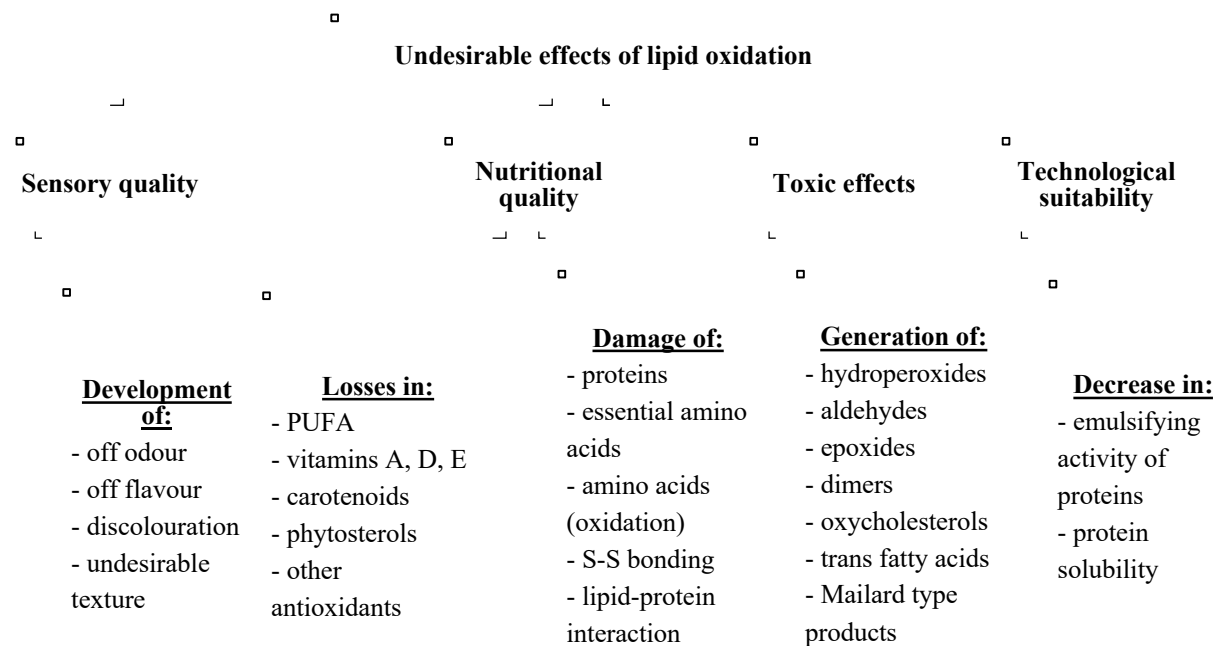 Undesirable effects of lipid oxidation
Sensory quality
Nutritional
quality
Toxic effects
Technological
suitability
Development
of:
- off odour
- off flavour
- discolouration
- undesirable
texture
Losses in:
- PUFA
- vitamins A, D, E
- carotenoids
- phytosterols
- other
antioxidants
Damage of:
- proteins
- essential amino
acids
- amino acids
(oxidation)
- S-S bonding
- lipid-protein
interaction
Generation of:
- hydroperoxides
- aldehydes
- epoxides
- dimers
- oxycholesterols
- trans fatty acids
- Mailard type
products
Decrease in:
- emulsifying
activity of
proteins
- protein
solubility